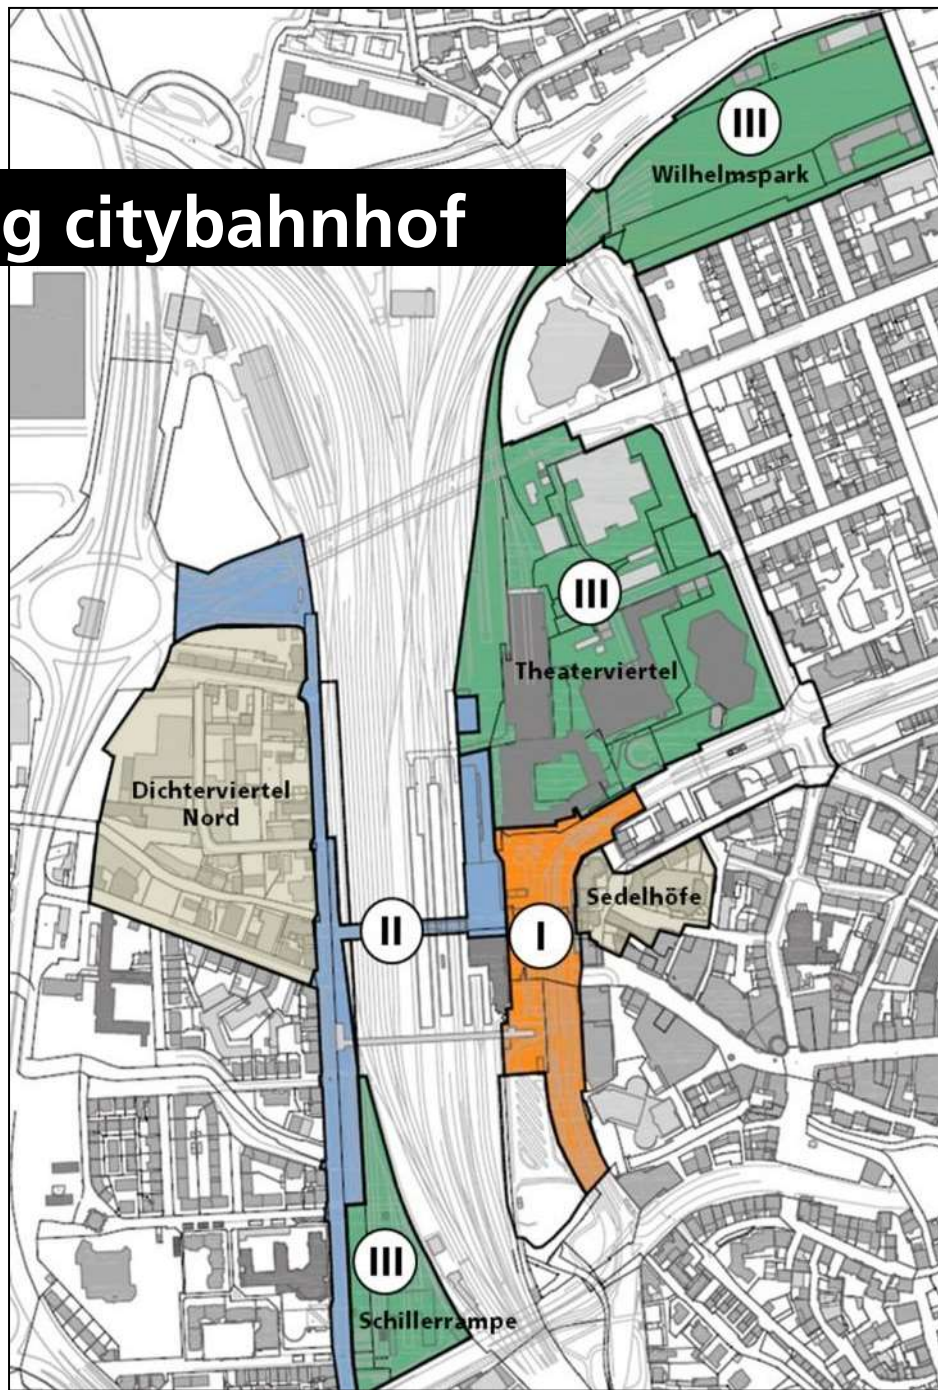 III
Wilhelmspark
g citybahnhof
III
Theaterviertel
Dichterviertel
Nord
Sedelhöfe
II
I
III
Schillerrampe